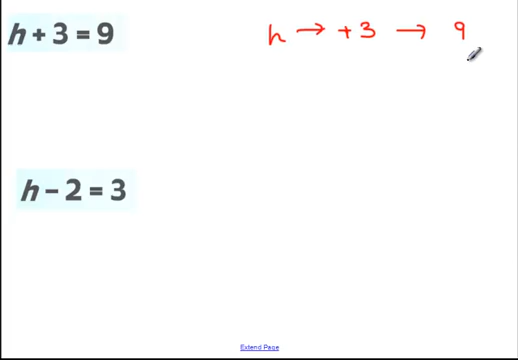 h + 3 = 9
h → +3 → 9
h – 2 = 3
Extend Page